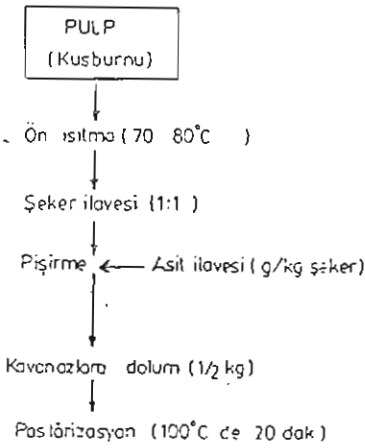 PULP
(Kusburnu)
Ön ısıtma (70 80°C )
Şeker ilavesi (1:1 )
Pişirme Asit ilavesi (g/kg şeker)
Kavanozlara dolum (1/2 kg)
Pastörizasyon (100°C de 20 dak)